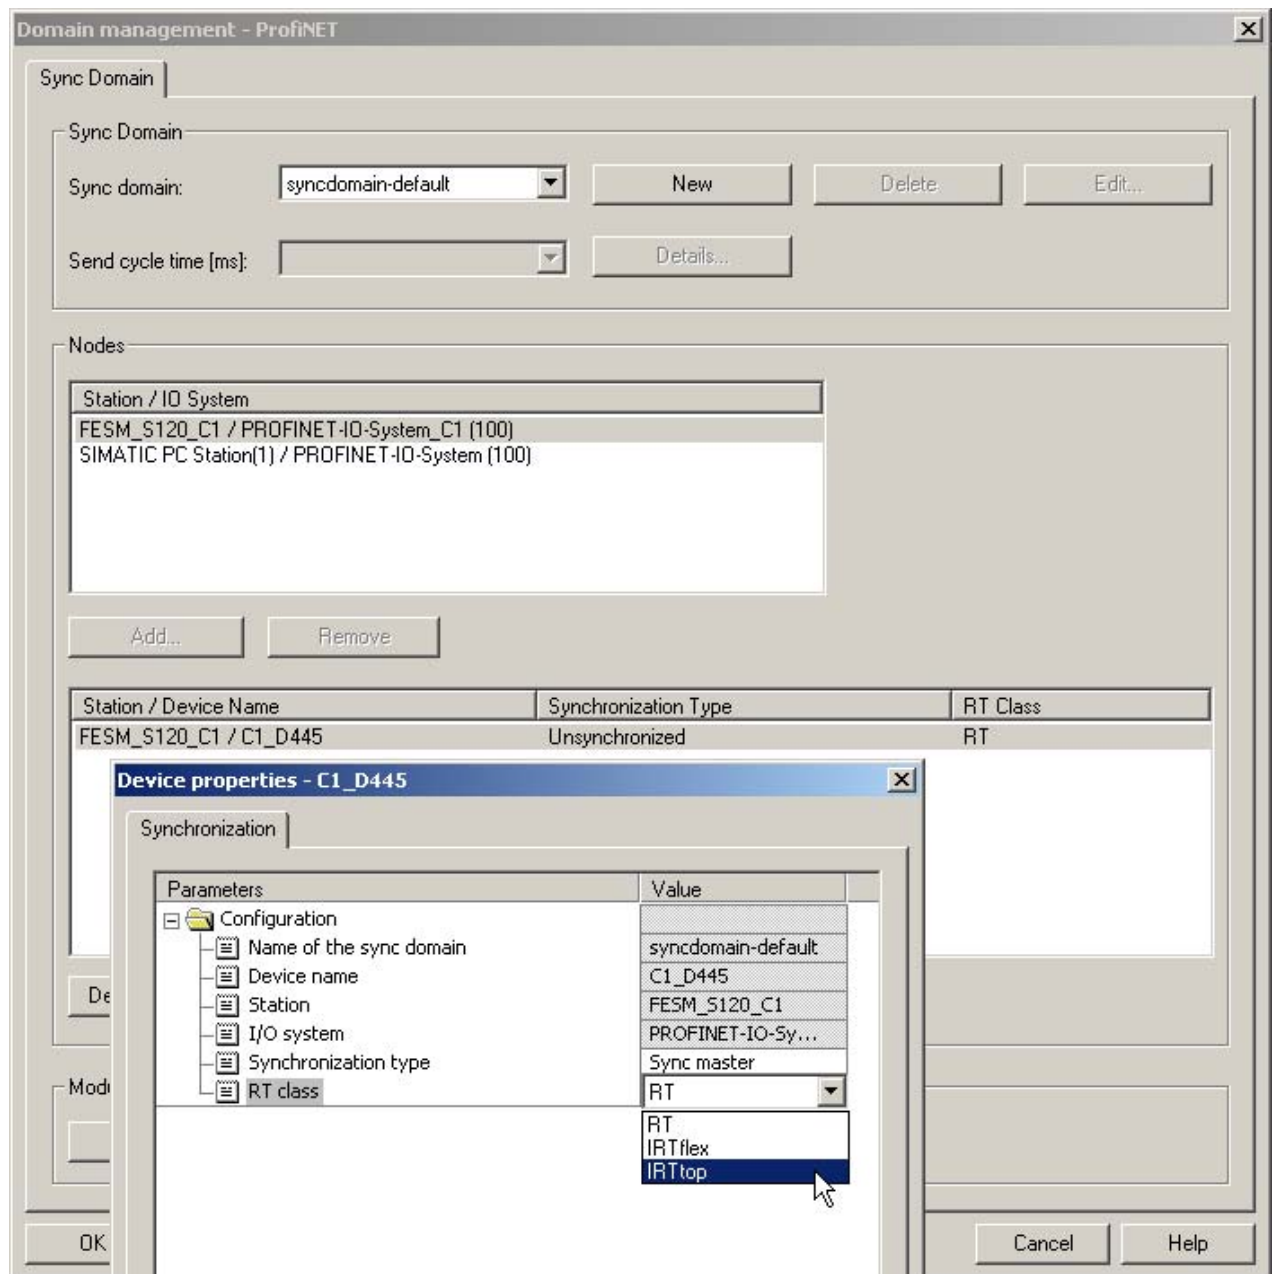 Domain management - ProfiNET
Sync Domain
Sync Domain
Sync domain: syncdomain-default New Delete Edit...
Send cycle time [ms]: Details...
Nodes
Station / IO System
FESM_S120_C1 / PROFINET-IO-System_C1 (100)
SIMATIC PC Station(1) / PROFINET-IO-System (100)
Add... Remove
Station / Device Name Synchronization Type RT Class
FESM_S120_C1 / C1_D445 Unsynchronized RT
Device properties - C1_D445
Synchronization
Parameters Value
Configuration
Name of the sync domain syncdomain-default
Device name C1_D445
Station FESM_S120_C1
De
I/O system PROFINET-IO-Sy...
Synchronization type Sync master
Modu
RT class RT
RT
IRTflex
IRTtop
OK Cancel Help